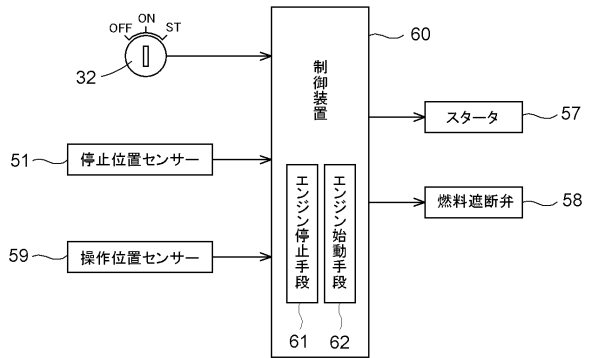 OFF ON ST
32
60
制御装置
51
停止位置センサー
59
操作位置センサー
エンジン停止手段
エンジン始動手段
61
62
スタータ
57
燃料遮断弁
58